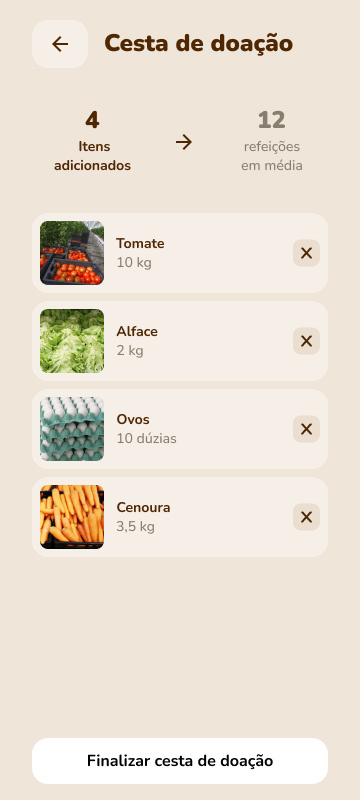 Cesta de doação
4
Itens
adicionados
12
refeições
em média
Tomate
10 kg
Alface
2 kg
Ovos
10 dúzias
Cenoura
3,5 kg
Finalizar cesta de doação